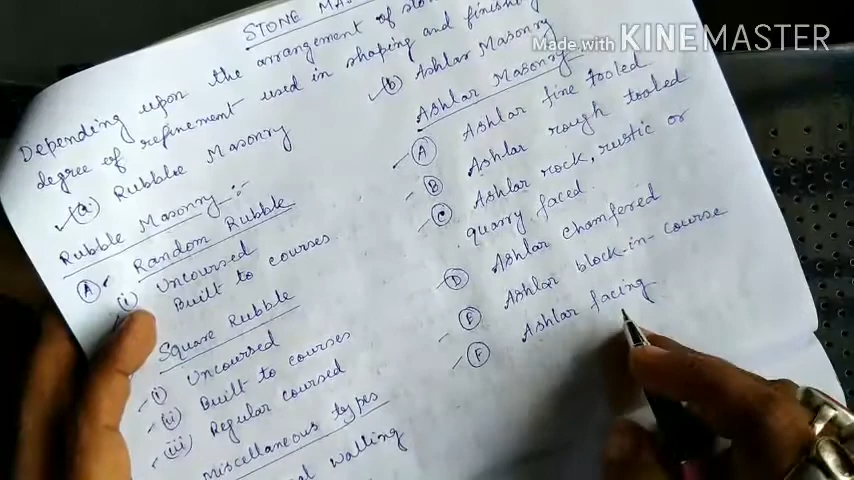 Made with KINEMASTER
STONE
Depending upon the arrangement of
degree of refinement used in shaping and finishing
(a) Rubble Masonry
(b) Ashlar Masonry
Rubble Masonry :-
(A) Random Rubble
(i) Uncoursed
Built to courses
Square Rubble
(i) Uncoursed
(ii) Built to courses
(iii) Regular coursed
Miscellaneous types
walling
Ashlar Masonry
(A) Ashlar fine tooled
(B) Ashlar rough tooled
(C) Ashlar rock, rustic or
quarry faced.
(D) Ashlar chamfered
(E) Ashlar block-in-course
(F) Ashlar facing